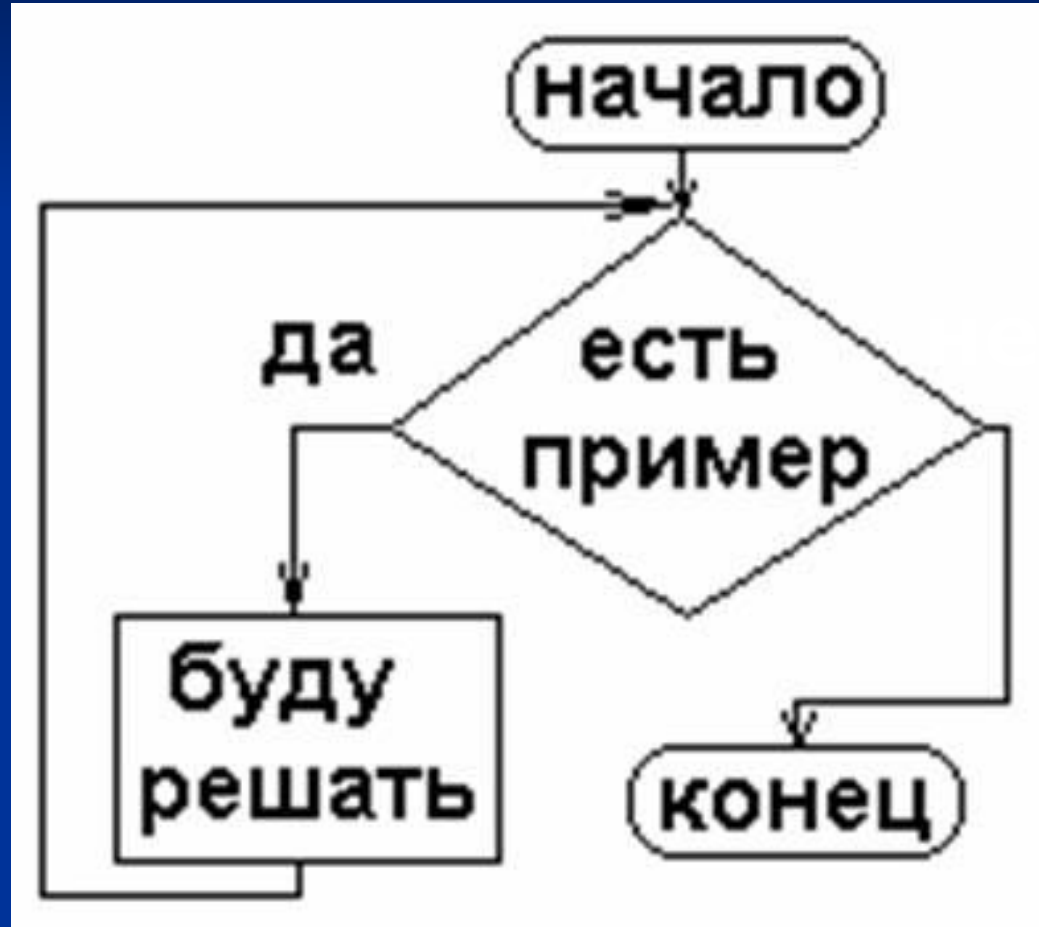 начало
да
есть
пример
буду
решать
конец